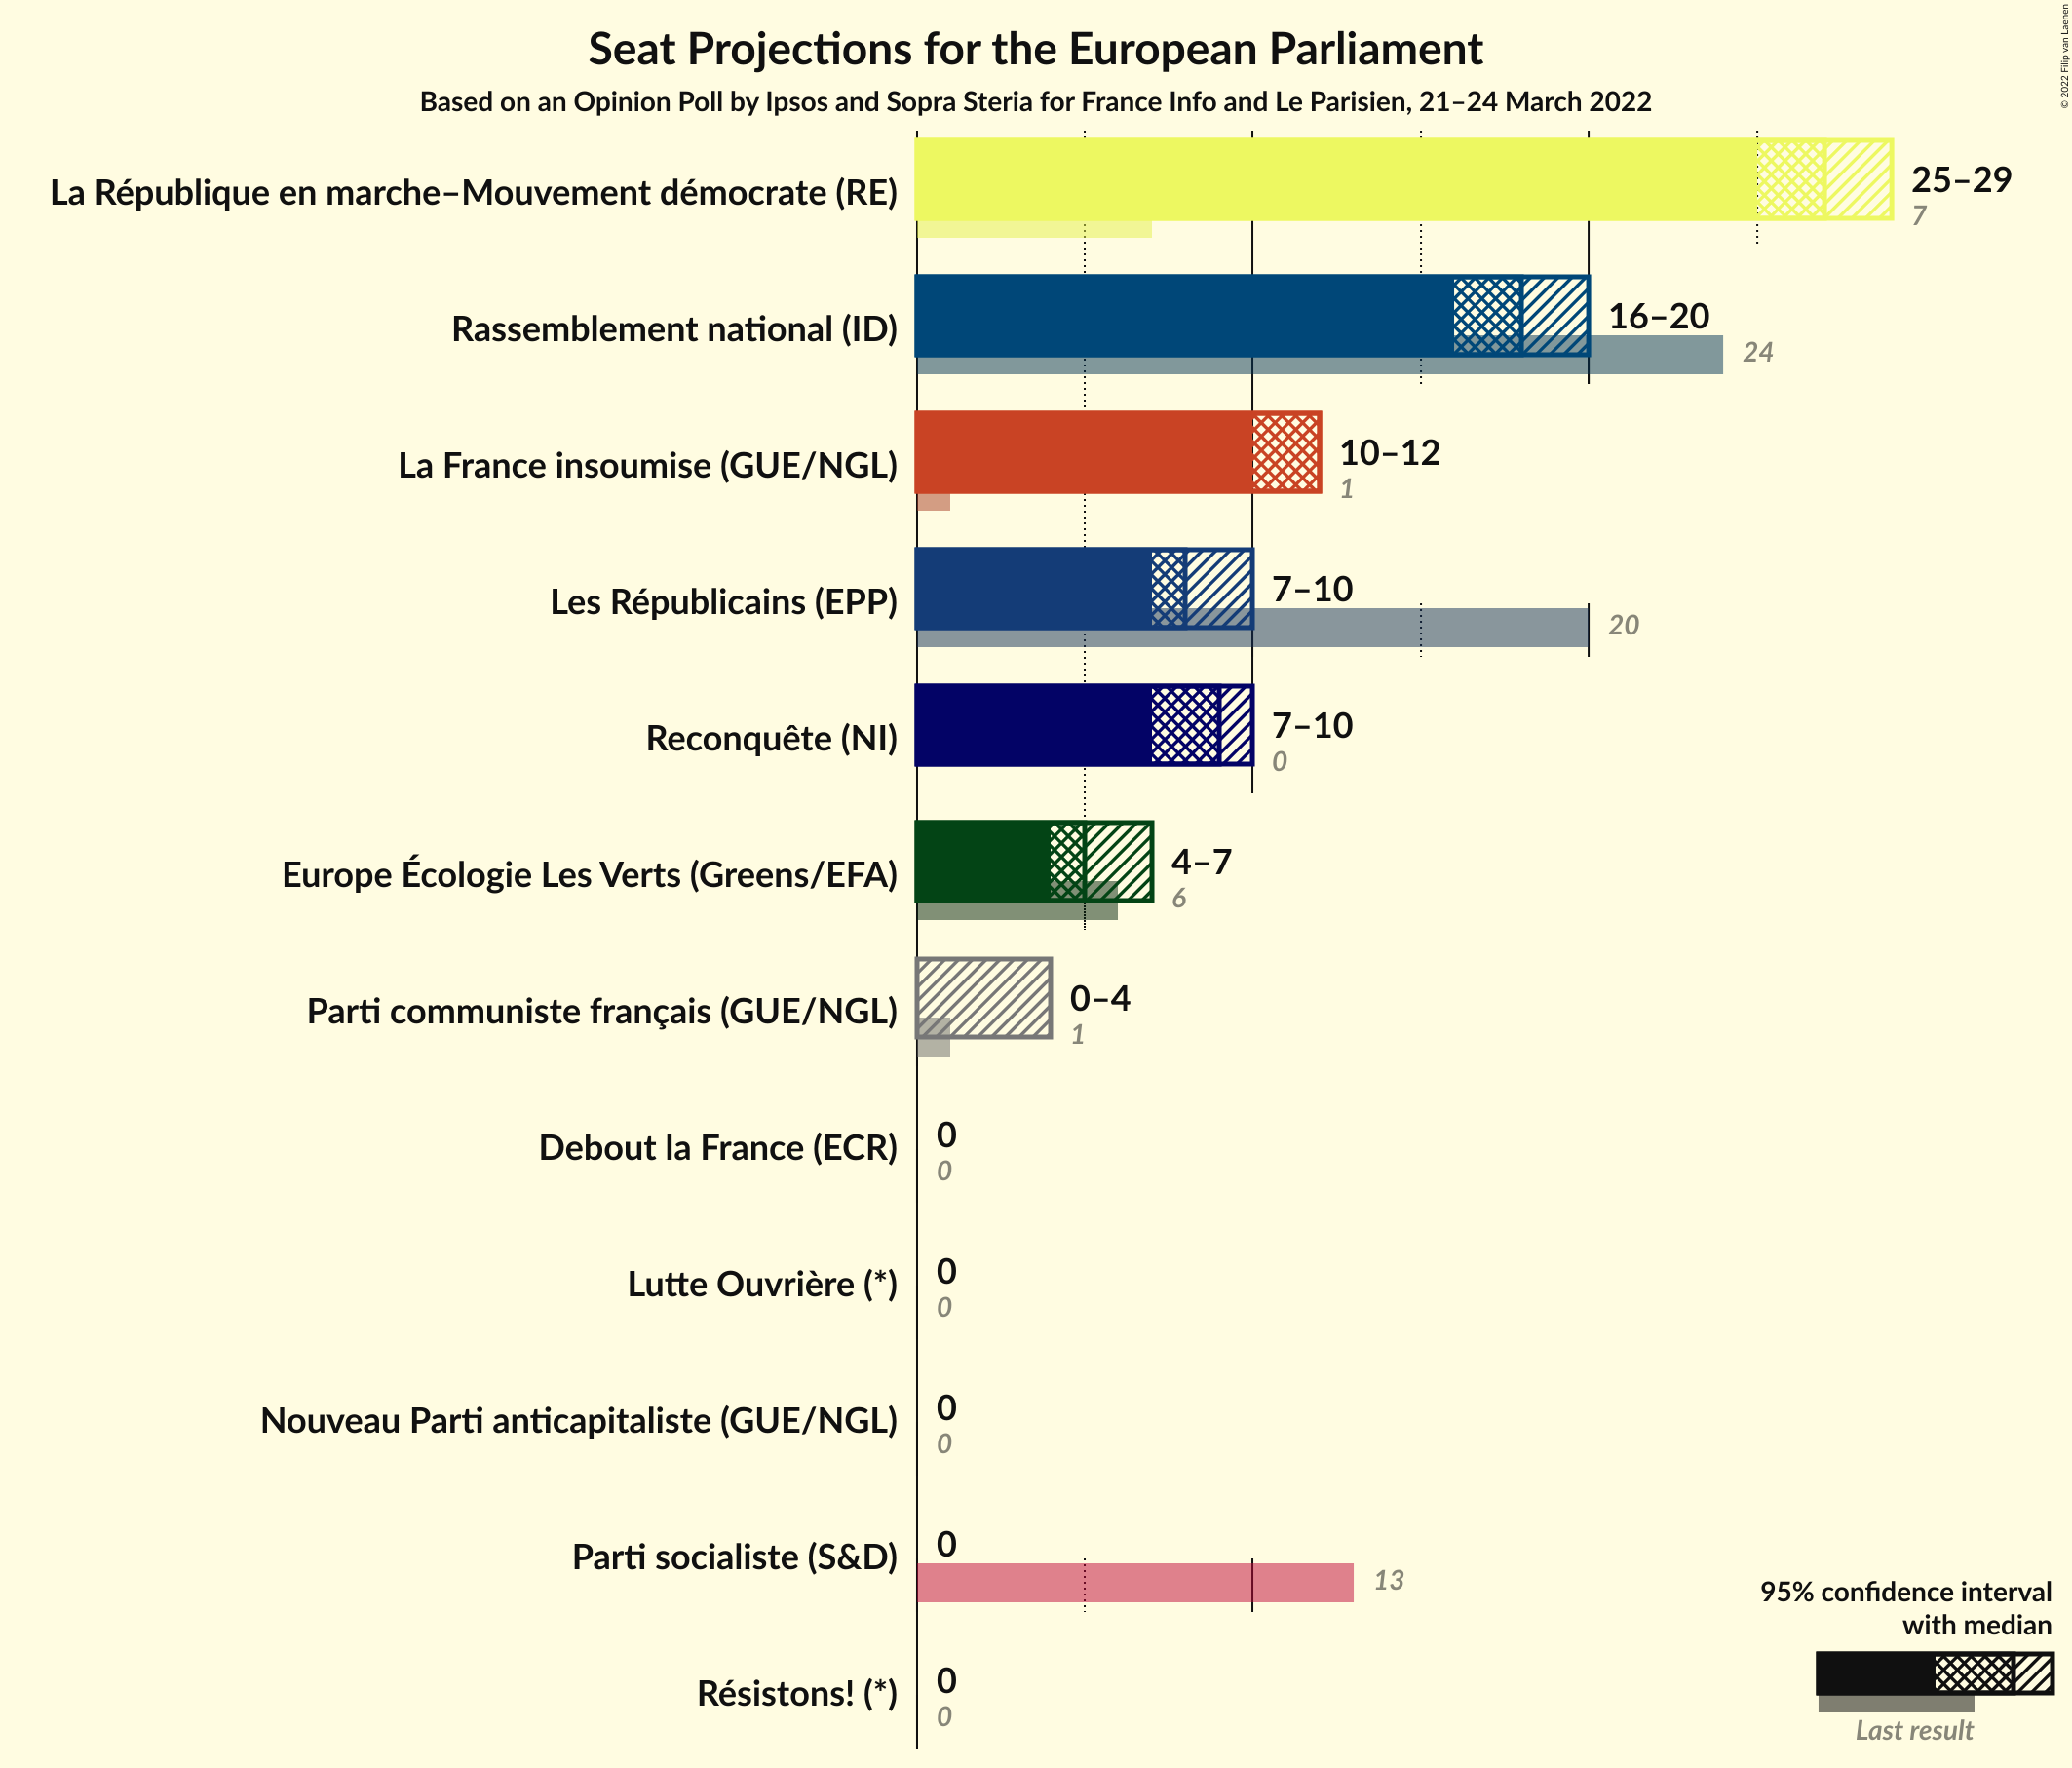 Seat Projections for the European Parliament
Based on an Opinion Poll by Ipsos and Sopra Steria for France Info and Le Parisien, 21–24 March 2022
© 2022 Filip van Laenen
La République en marche–Mouvement démocrate (RE)
25–29
7
Rassemblement national (ID)
16–20
24
La France insoumise (GUE/NGL)
10–12
1
Les Républicains (EPP)
7–10
20
Reconquête (NI)
7–10
0
Europe Écologie Les Verts (Greens/EFA)
4–7
6
Parti communiste français (GUE/NGL)
0–4
1
Debout la France (ECR)
0
0
Lutte Ouvrière (*)
0
0
Nouveau Parti anticapitaliste (GUE/NGL)
0
0
Parti socialiste (S&D)
0
13
Résistons! (*)
0
0
95% confidence interval
with median
Last result